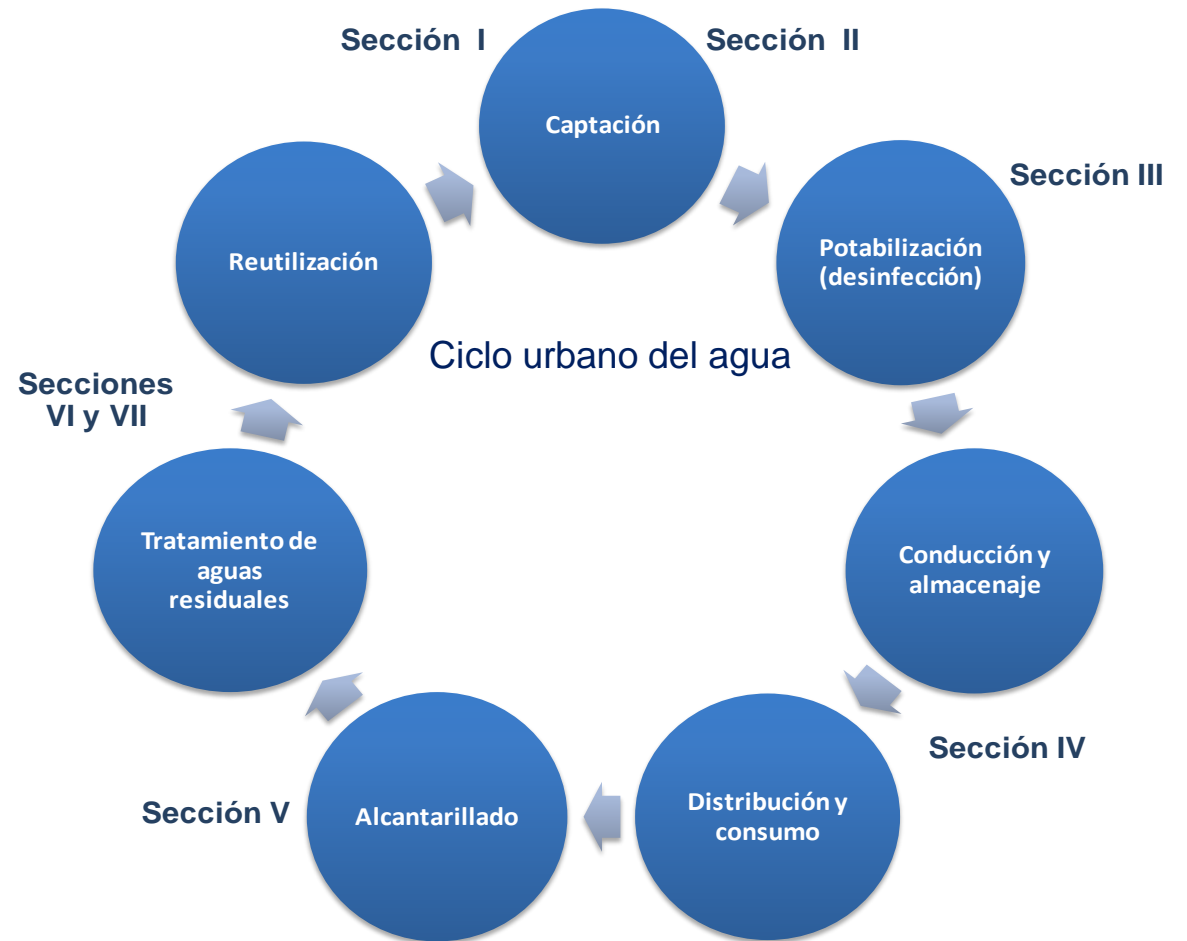 Sección I
Sección II
Captación
Sección III
Potabilización
(desinfección)
Reutilización
Ciclo urbano del agua
Secciones
VI y VII
Tratamiento de
aguas
residuales
Conducción y
almacenaje
Sección IV
Distribución y
consumo
Sección V
Alcantarillado